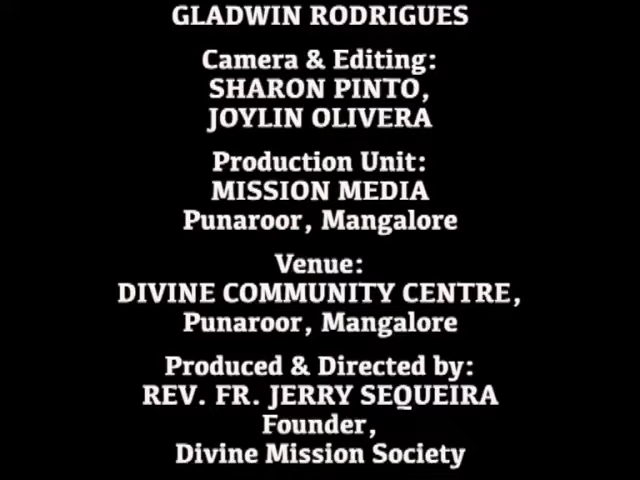 GLADWIN RODRIGUES
Camera & Editing:
SHARON PINTO,
JOYLIN OLIVERA
Production Unit:
MISSION MEDIA
Punaroor, Mangalore
Venue:
DIVINE COMMUNITY CENTRE,
Punaroor, Mangalore
Produced & Directed by:
REV. FR. JERRY SEQUEIRA
Founder,
Divine Mission Society